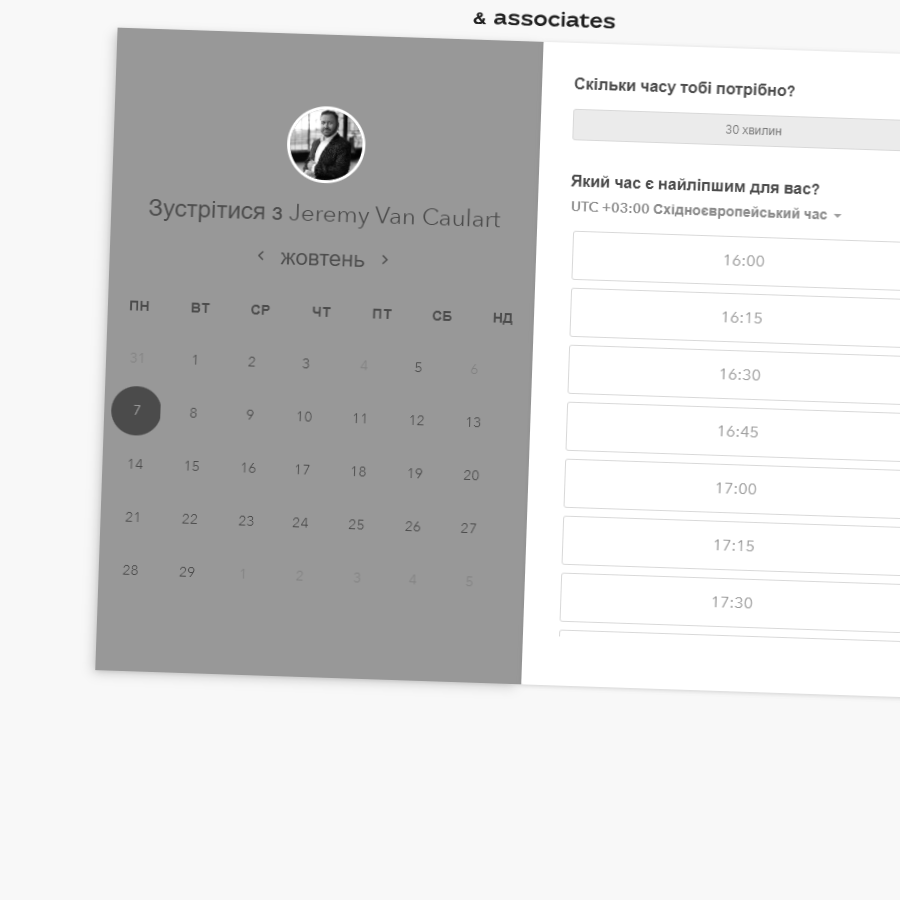 & associates
Зустрітися з Jeremy Van Caulart
жовтень
ПН ВТ СР ЧТ ПТ СБ НД
31 1 2 3 4 5 6
7 8 9 10 11 12 13
14 15 16 17 18 19 20
21 22 23 24 25 26 27
28 29 1 2 3 4 5
Скільки часу тобі потрібно?
30 хвилин
Який час є найліпшим для вас?
UTC +03:00 Східноєвропейський час
16:00
16:15
16:30
16:45
17:00
17:15
17:30